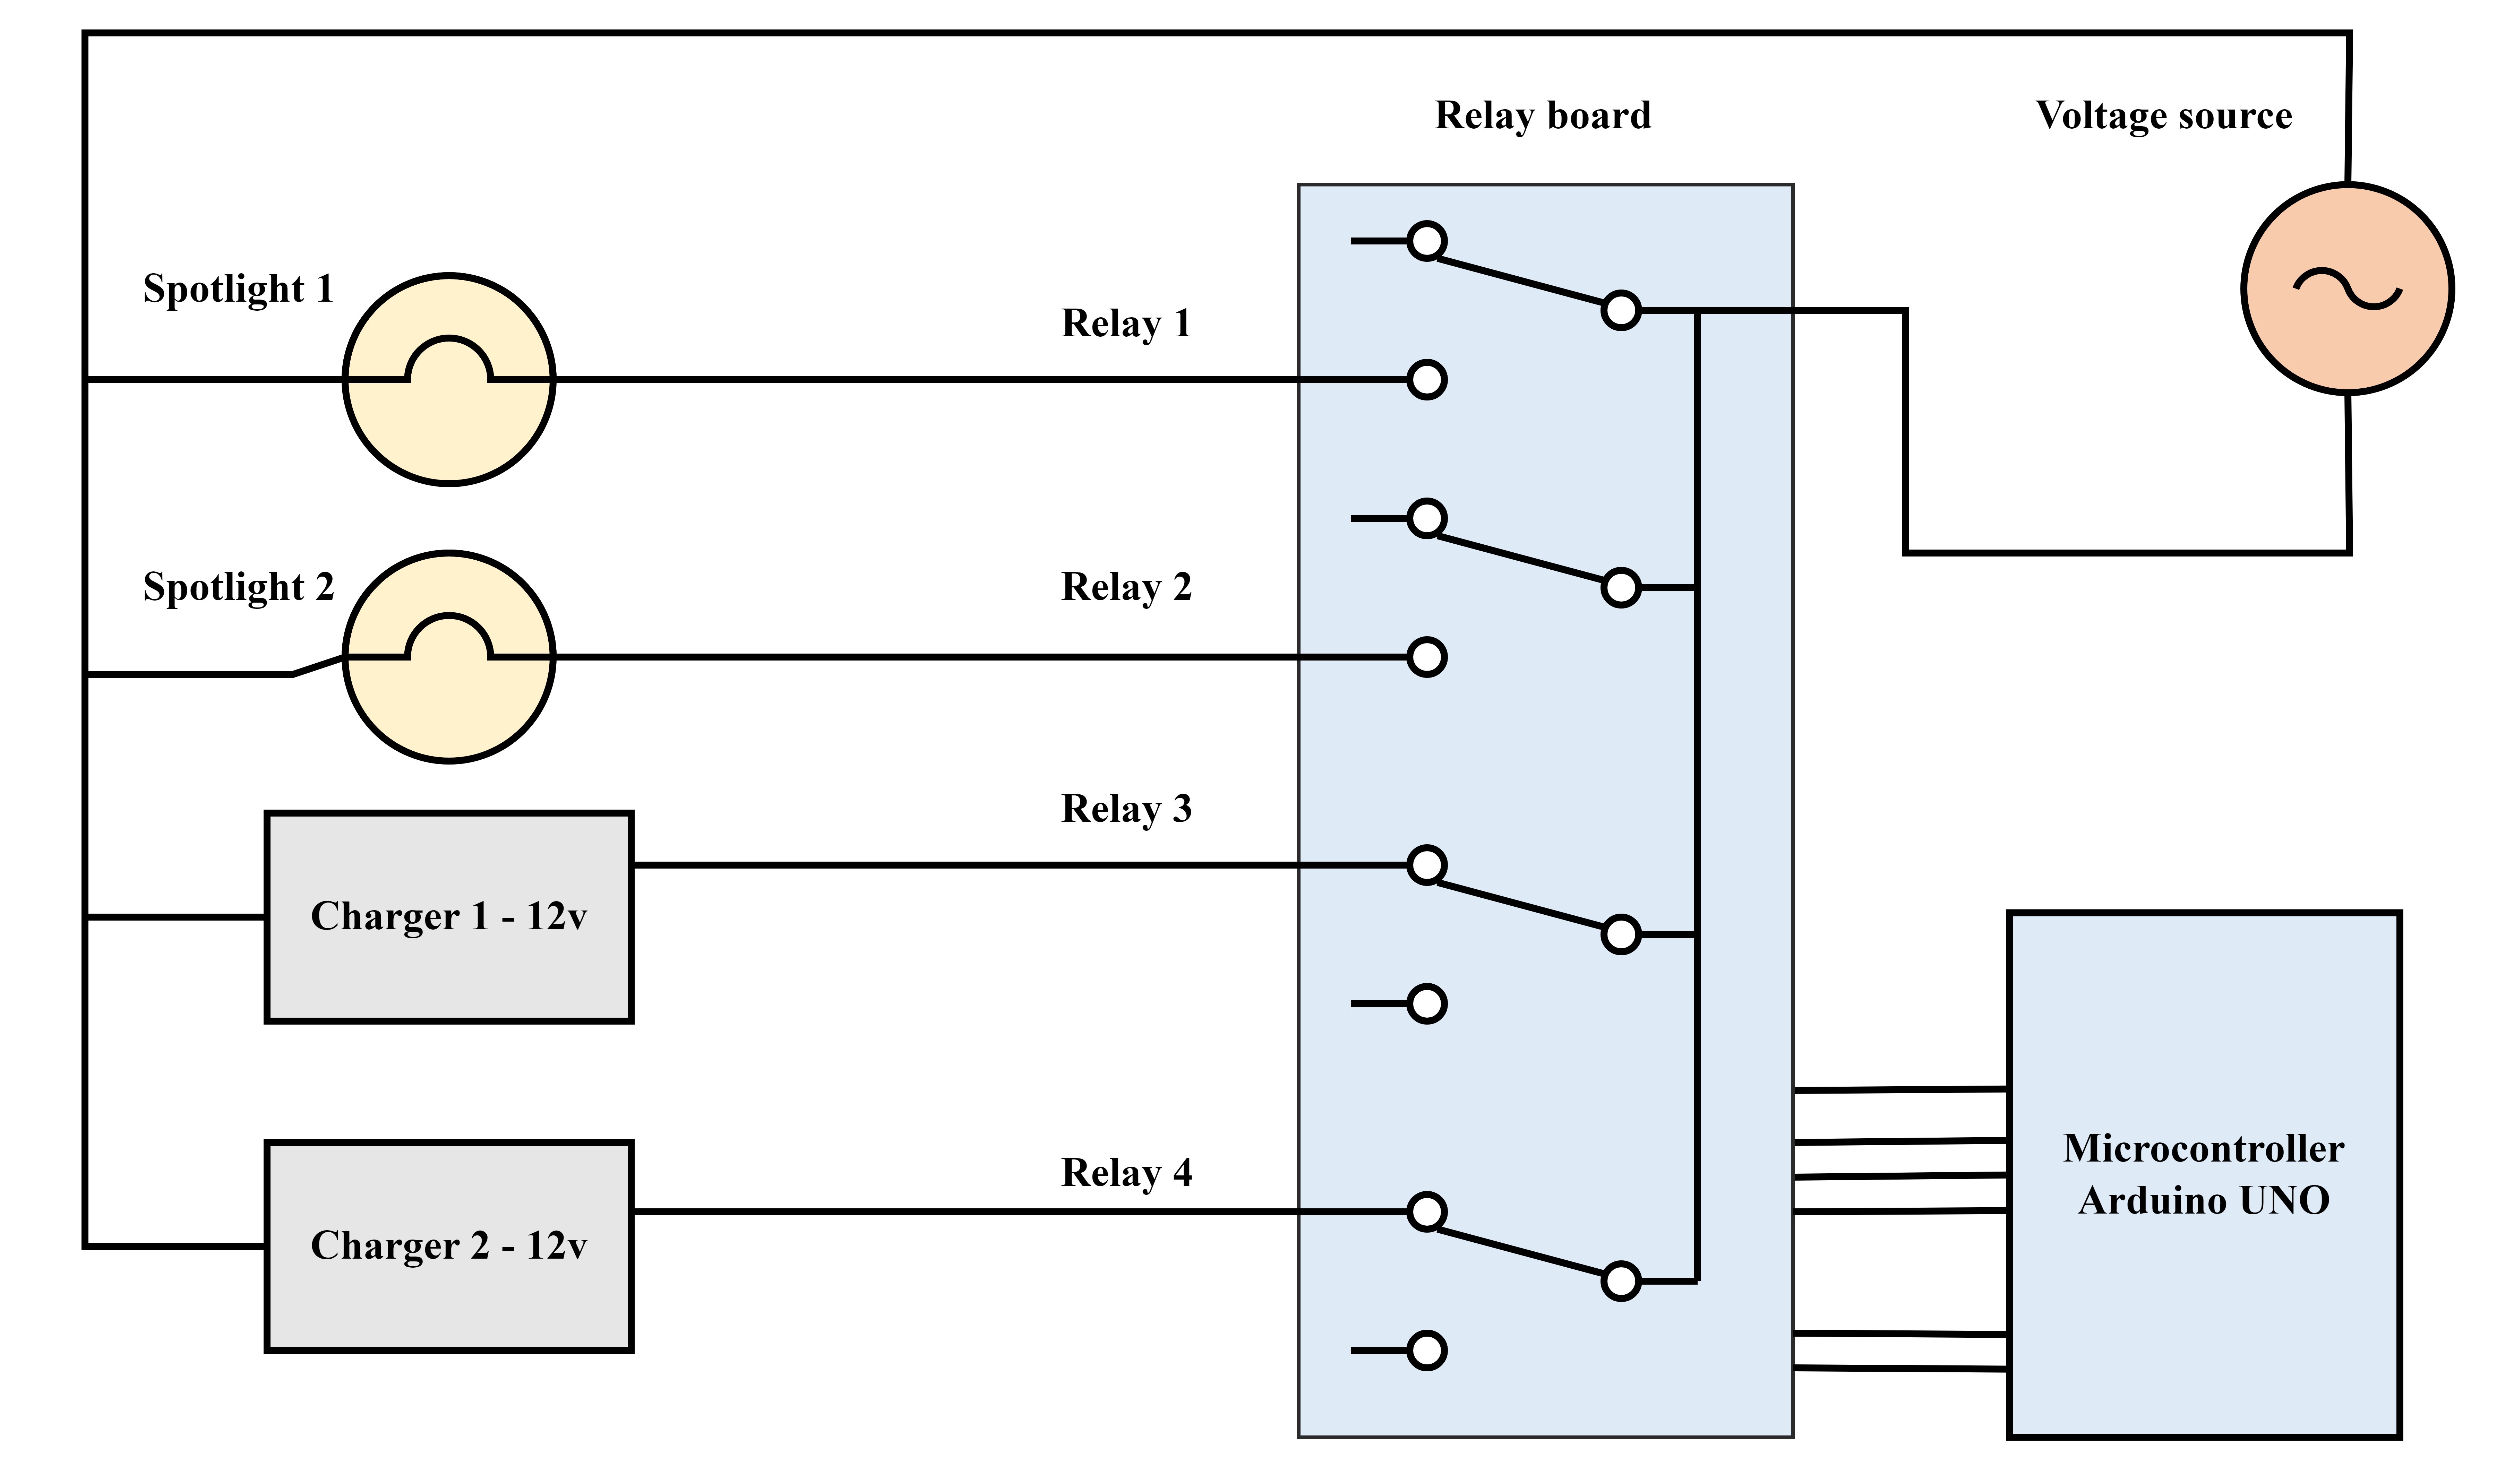 Relay board
Voltage source
Spotlight 1
Relay 1
Spotlight 2
Relay 2
Relay 3
Charger 1 - 12v
Microcontroller
Arduino UNO
Relay 4
Charger 2 - 12v